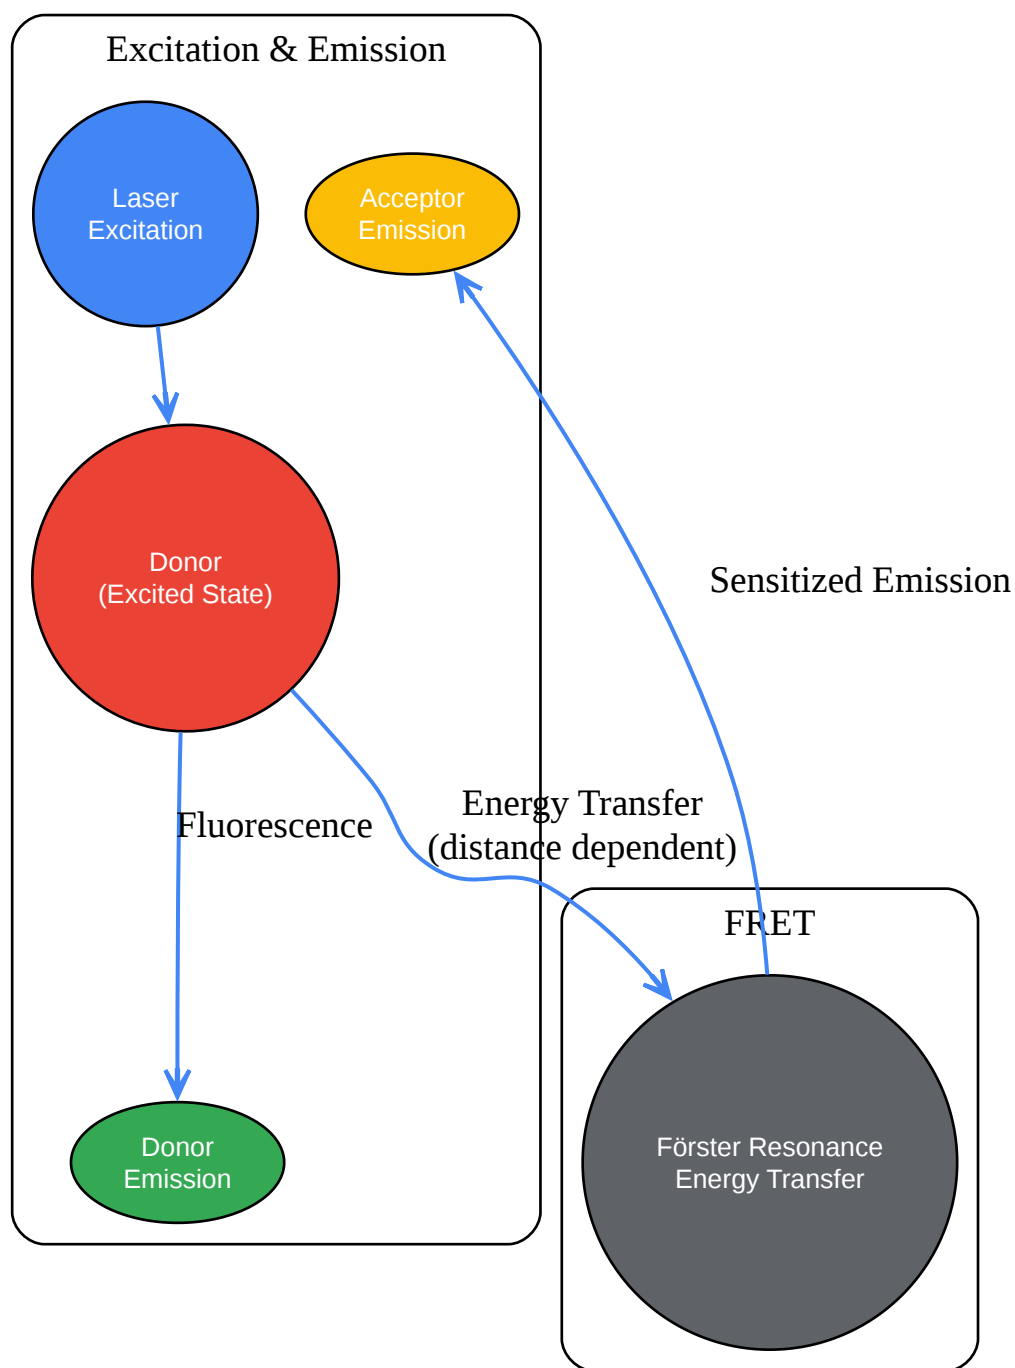 Excitation & Emission
Laser
Excitation
Acceptor
Emission
Donor
(Excited State)
Sensitized Emission
Fluorescence
Energy Transfer
(distance dependent)
FRET
Donor
Emission
Förster Resonance
Energy Transfer